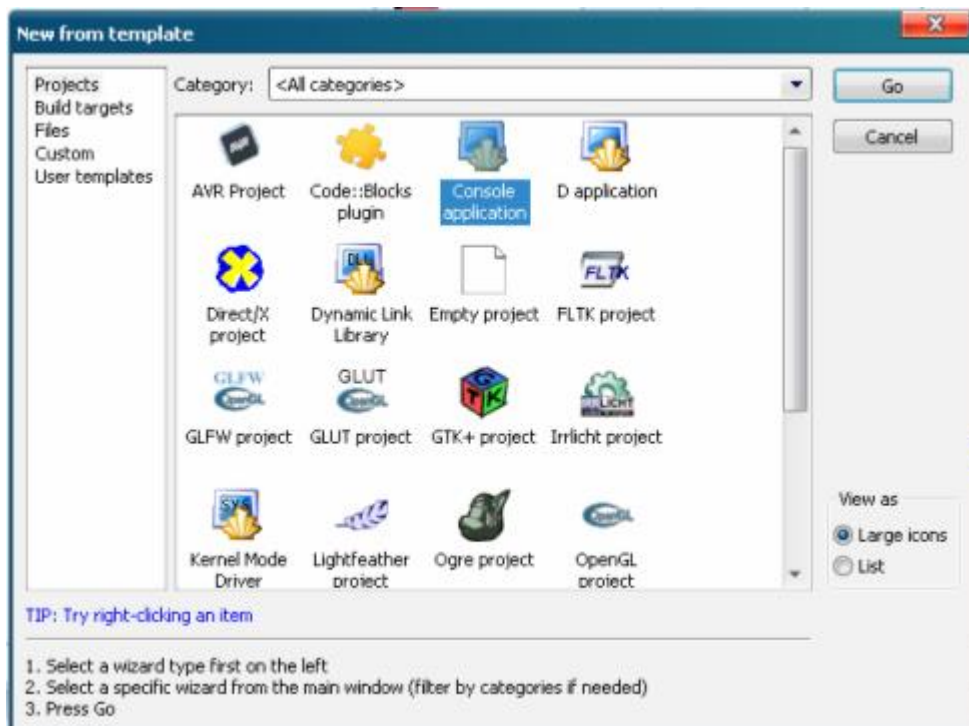 New from template
Projects
Build targets
Files
Custom
User templates
Category: <All categories>
Go
Cancel
AVR Project
Code::Blocks
plugin
Console
application
D application
Direct/X
project
Dynamic Link
Library
Empty project
FLTK project
GLFW project
GLUT project
GTK+ project
Irrlicht project
Kernel Mode
Driver
Lightfeather
project
Ogre project
OpenGL
project
View as
Large icons
List
TIP: Try right-clicking an item
1. Select a wizard type first on the left
2. Select a specific wizard from the main window (filter by categories if needed)
3. Press Go